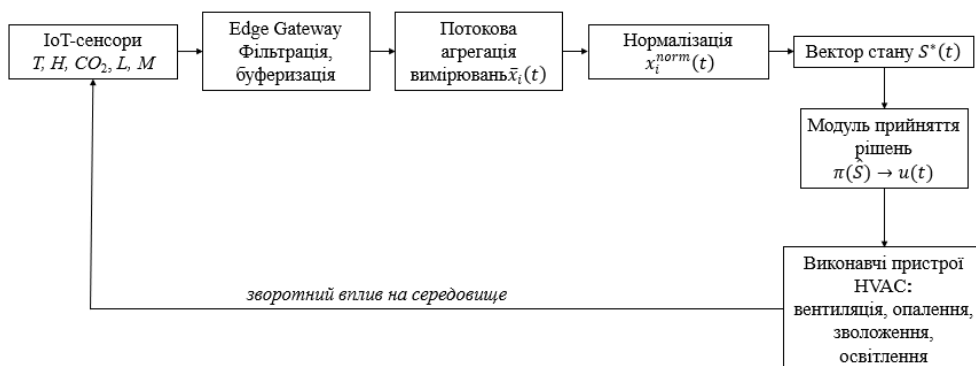 IoT-сенсори
T, H, CO₂, L, M
Edge Gateway
Фільтрація,
буферизація
Потокова
агрегація
вимірювань x̄ᵢ(t)
Нормалізація
xᵢⁿᵒʳᵐ(t)
Вектор стану S*(t)
Модуль прийняття
рішень
π(Ŝ) → u(t)
Виконавчі пристрої
HVAC:
вентиляція, опалення,
зволоження,
освітлення
зворотний вплив на середовище